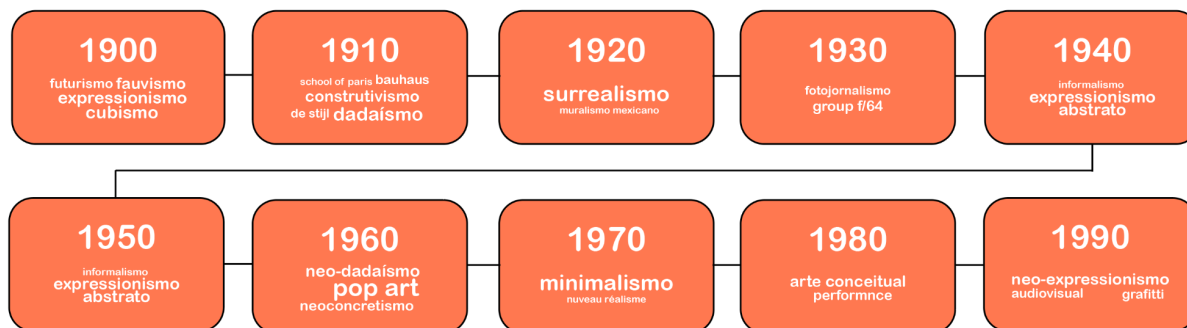 1900
futurismo fauvismo
expressionismo
cubismo
1910
school of paris bauhaus
construtivismo
de stijl dadaísmo
1920
surrealismo
muralismo mexicano
1930
fotojornalismo
group f/64
1940
informalismo
expressionismo
abstrato
1950
informalismo
expressionismo
abstrato
1960
neo-dadaísmo
pop art
neoconcretismo
1970
minimalismo
nuveau réalisme
1980
arte conceitual
performnce
1990
neo-expressionismo
audiovisual grafitti